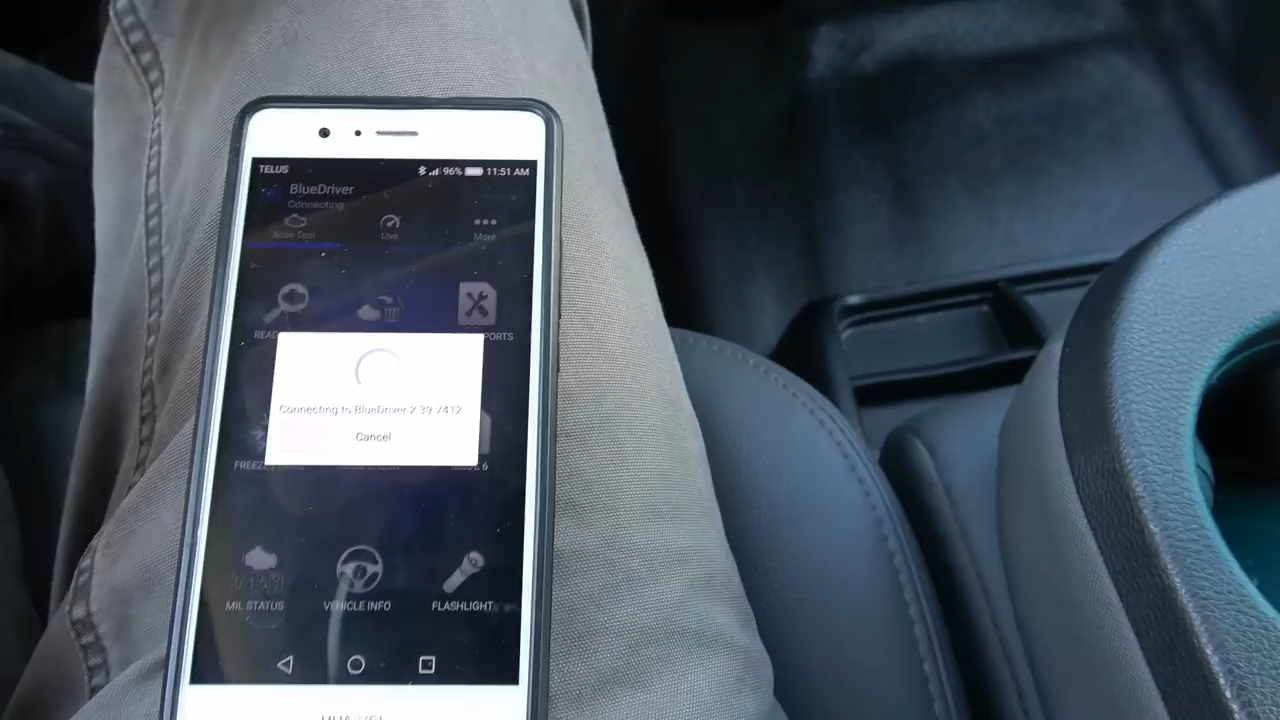 TELUS 96% 11:51 AM
BlueDriver
Connecting
Scan Tool Live More
Connecting to BlueDriver 2 39 7412
Cancel
MIL STATUS VEHICLE INFO FLASHLIGHT